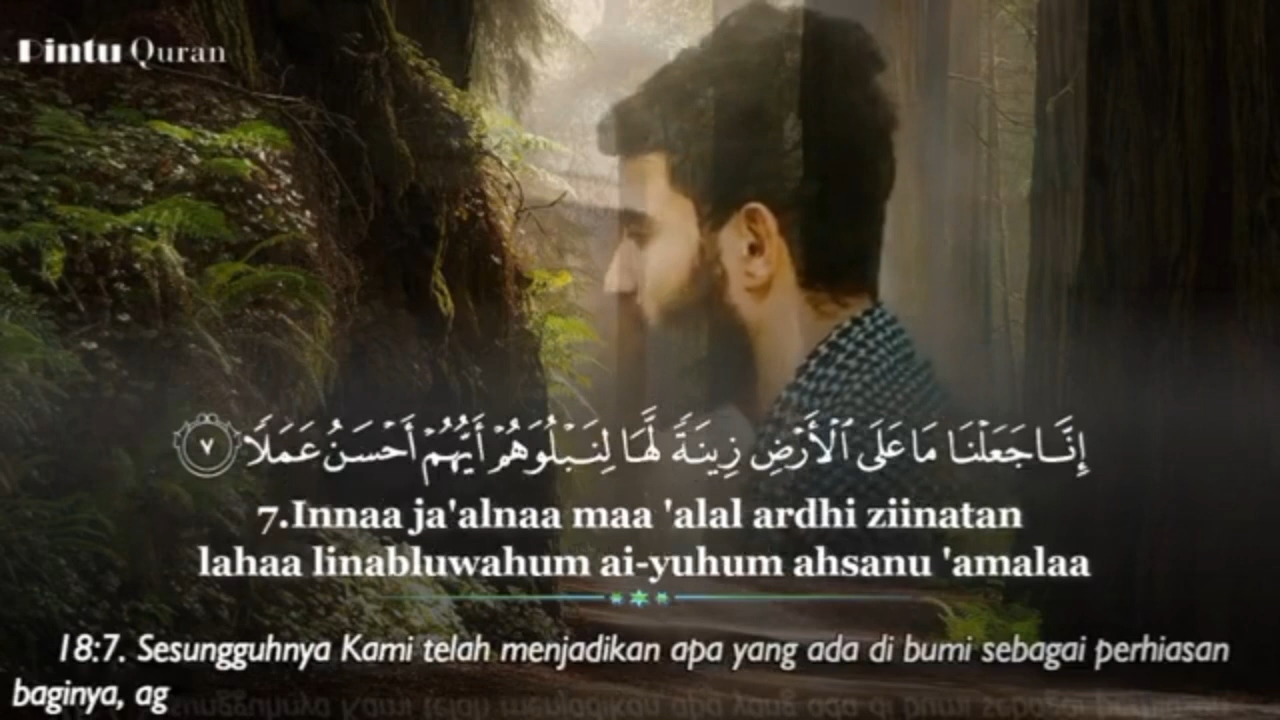 Pintu Quran
إِنَّا جَعَلْنَا مَا عَلَى ٱلْأَرْضِ زِينَةً لَّهَا لِنَبْلُوَهُمْ أَيُّهُمْ أَحْسَنُ عَمَلًا ٧
7.Innaa ja'alnaa maa 'alal ardhi ziinatan
lahaa linabluwahum ai-yuhum ahsanu 'amalaa
18:7. Sesungguhnya Kami telah menjadikan apa yang ada di bumi sebagai perhiasan
baginya, ag